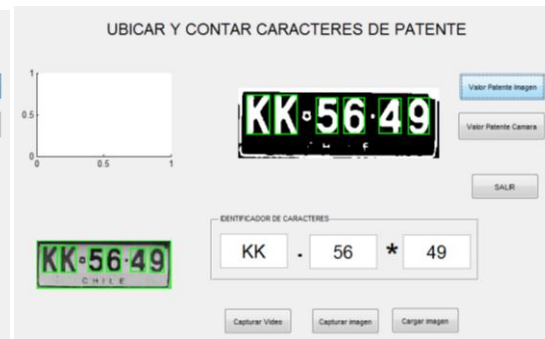 UBICAR Y CONTAR CARACTERES DE PATENTE
1
0.5
0
0
0.5
1
KK·56·49
Valor Patente Imagen
Valor Patente Camara
SALIR
KK·56·49
CHILE
IDENTIFICADOR DE CARACTERES
KK . 56 * 49
Capturar Video
Capturar imagen
Cargar imagen